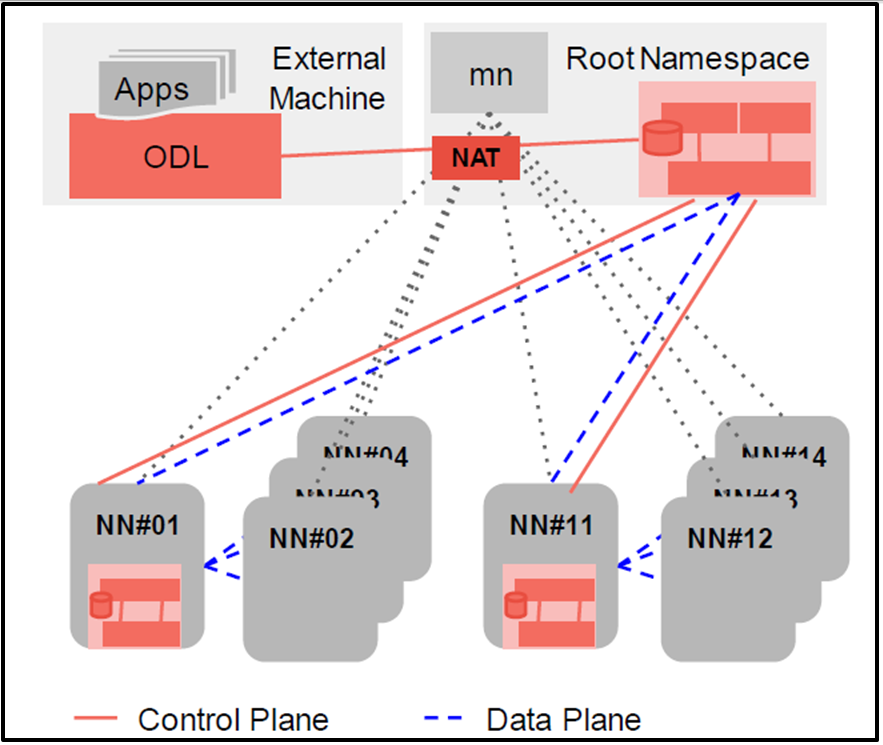 External
Machine
Apps
ODL
mn
Root Namespace
NAT
NN#04
NN#03
NN#01
NN#02
NN#14
NN#13
NN#11
NN#12
Control Plane
Data Plane